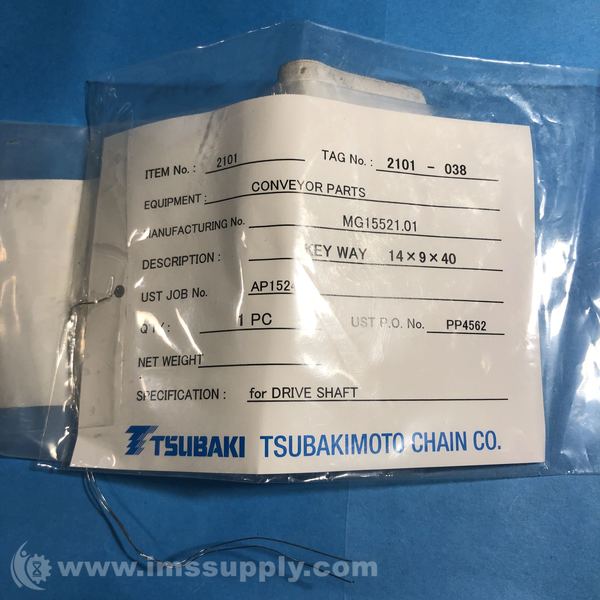 ITEM No. : 2101 TAG No. : 2101 - 038
EQUIPMENT : CONVEYOR PARTS
MANUFACTURING No. MG15521.01
DESCRIPTION : KEY WAY 14×9×40
UST JOB No. AP1524
Q'TY : 1 PC UST P.O. No. PP4562
NET WEIGHT
SPECIFICATION : for DRIVE SHAFT
TSUBAKI TSUBAKIMOTO CHAIN CO.
www.imssupply.com